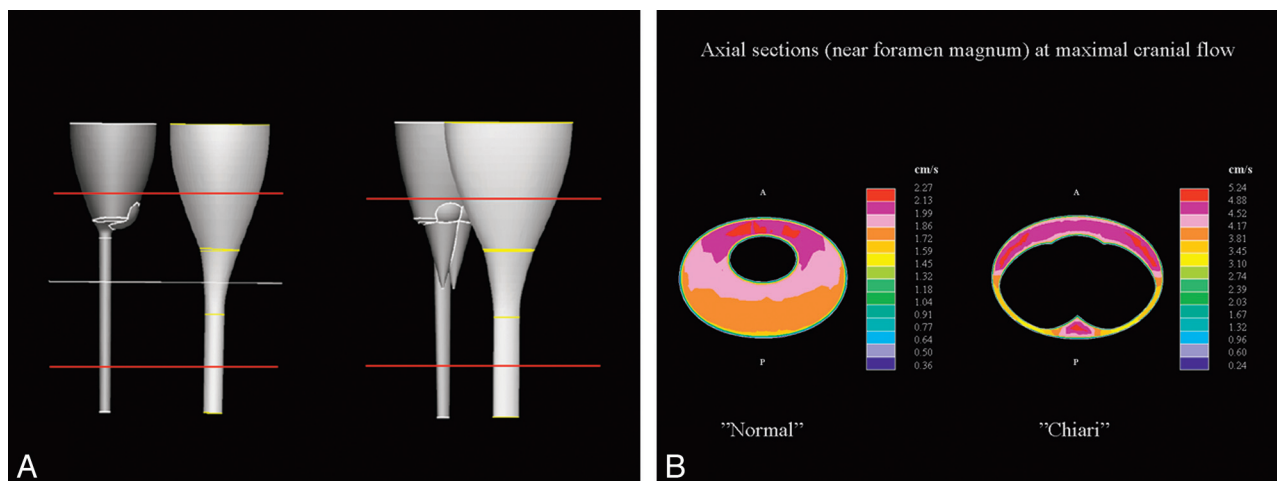 A
B
Axial sections (near foramen magnum) at maximal cranial flow
cm/s
2.27
2.13
1.99
1.86
1.72
1.59
1.45
1.32
1.18
1.04
0.91
0.77
0.64
0.50
0.36
A
P
"Normal"
cm/s
5.24
4.88
4.52
4.17
3.81
3.45
3.10
2.74
2.39
2.03
1.67
1.32
0.96
0.60
0.24
A
P
"Chiari"